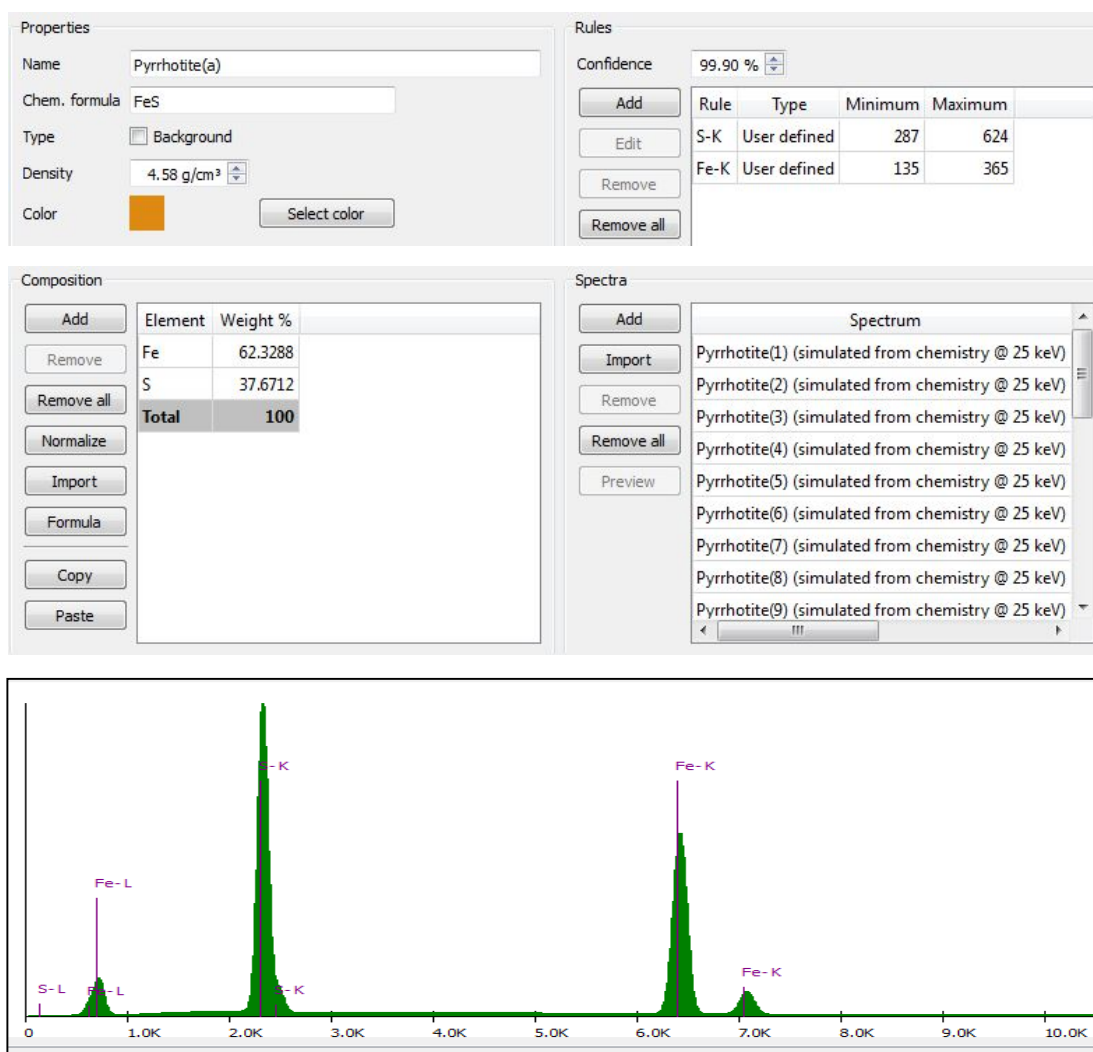 Properties
Name Pyrrhotite(a)
Chem. formula FeS
Type Background
Density 4.58 g/cm³
Color Select color
Rules
Confidence 99.90 %
Add
Edit
Remove
Remove all
Rule Type Minimum Maximum
S-K User defined 287 624
Fe-K User defined 135 365
Composition
Add
Remove
Remove all
Normalize
Import
Formula
Copy
Paste
Element Weight %
Fe 62.3288
S 37.6712
Total 100
Spectra
Add
Import
Remove
Remove all
Preview
Spectrum
Pyrrhotite(1) (simulated from chemistry @ 25 keV)
Pyrrhotite(2) (simulated from chemistry @ 25 keV)
Pyrrhotite(3) (simulated from chemistry @ 25 keV)
Pyrrhotite(4) (simulated from chemistry @ 25 keV)
Pyrrhotite(5) (simulated from chemistry @ 25 keV)
Pyrrhotite(6) (simulated from chemistry @ 25 keV)
Pyrrhotite(7) (simulated from chemistry @ 25 keV)
Pyrrhotite(8) (simulated from chemistry @ 25 keV)
Pyrrhotite(9) (simulated from chemistry @ 25 keV)
S-K
Fe-K
Fe-L
Fe-K
S-L
Fe-L
S-K
0 1.0K 2.0K 3.0K 4.0K 5.0K 6.0K 7.0K 8.0K 9.0K 10.0K